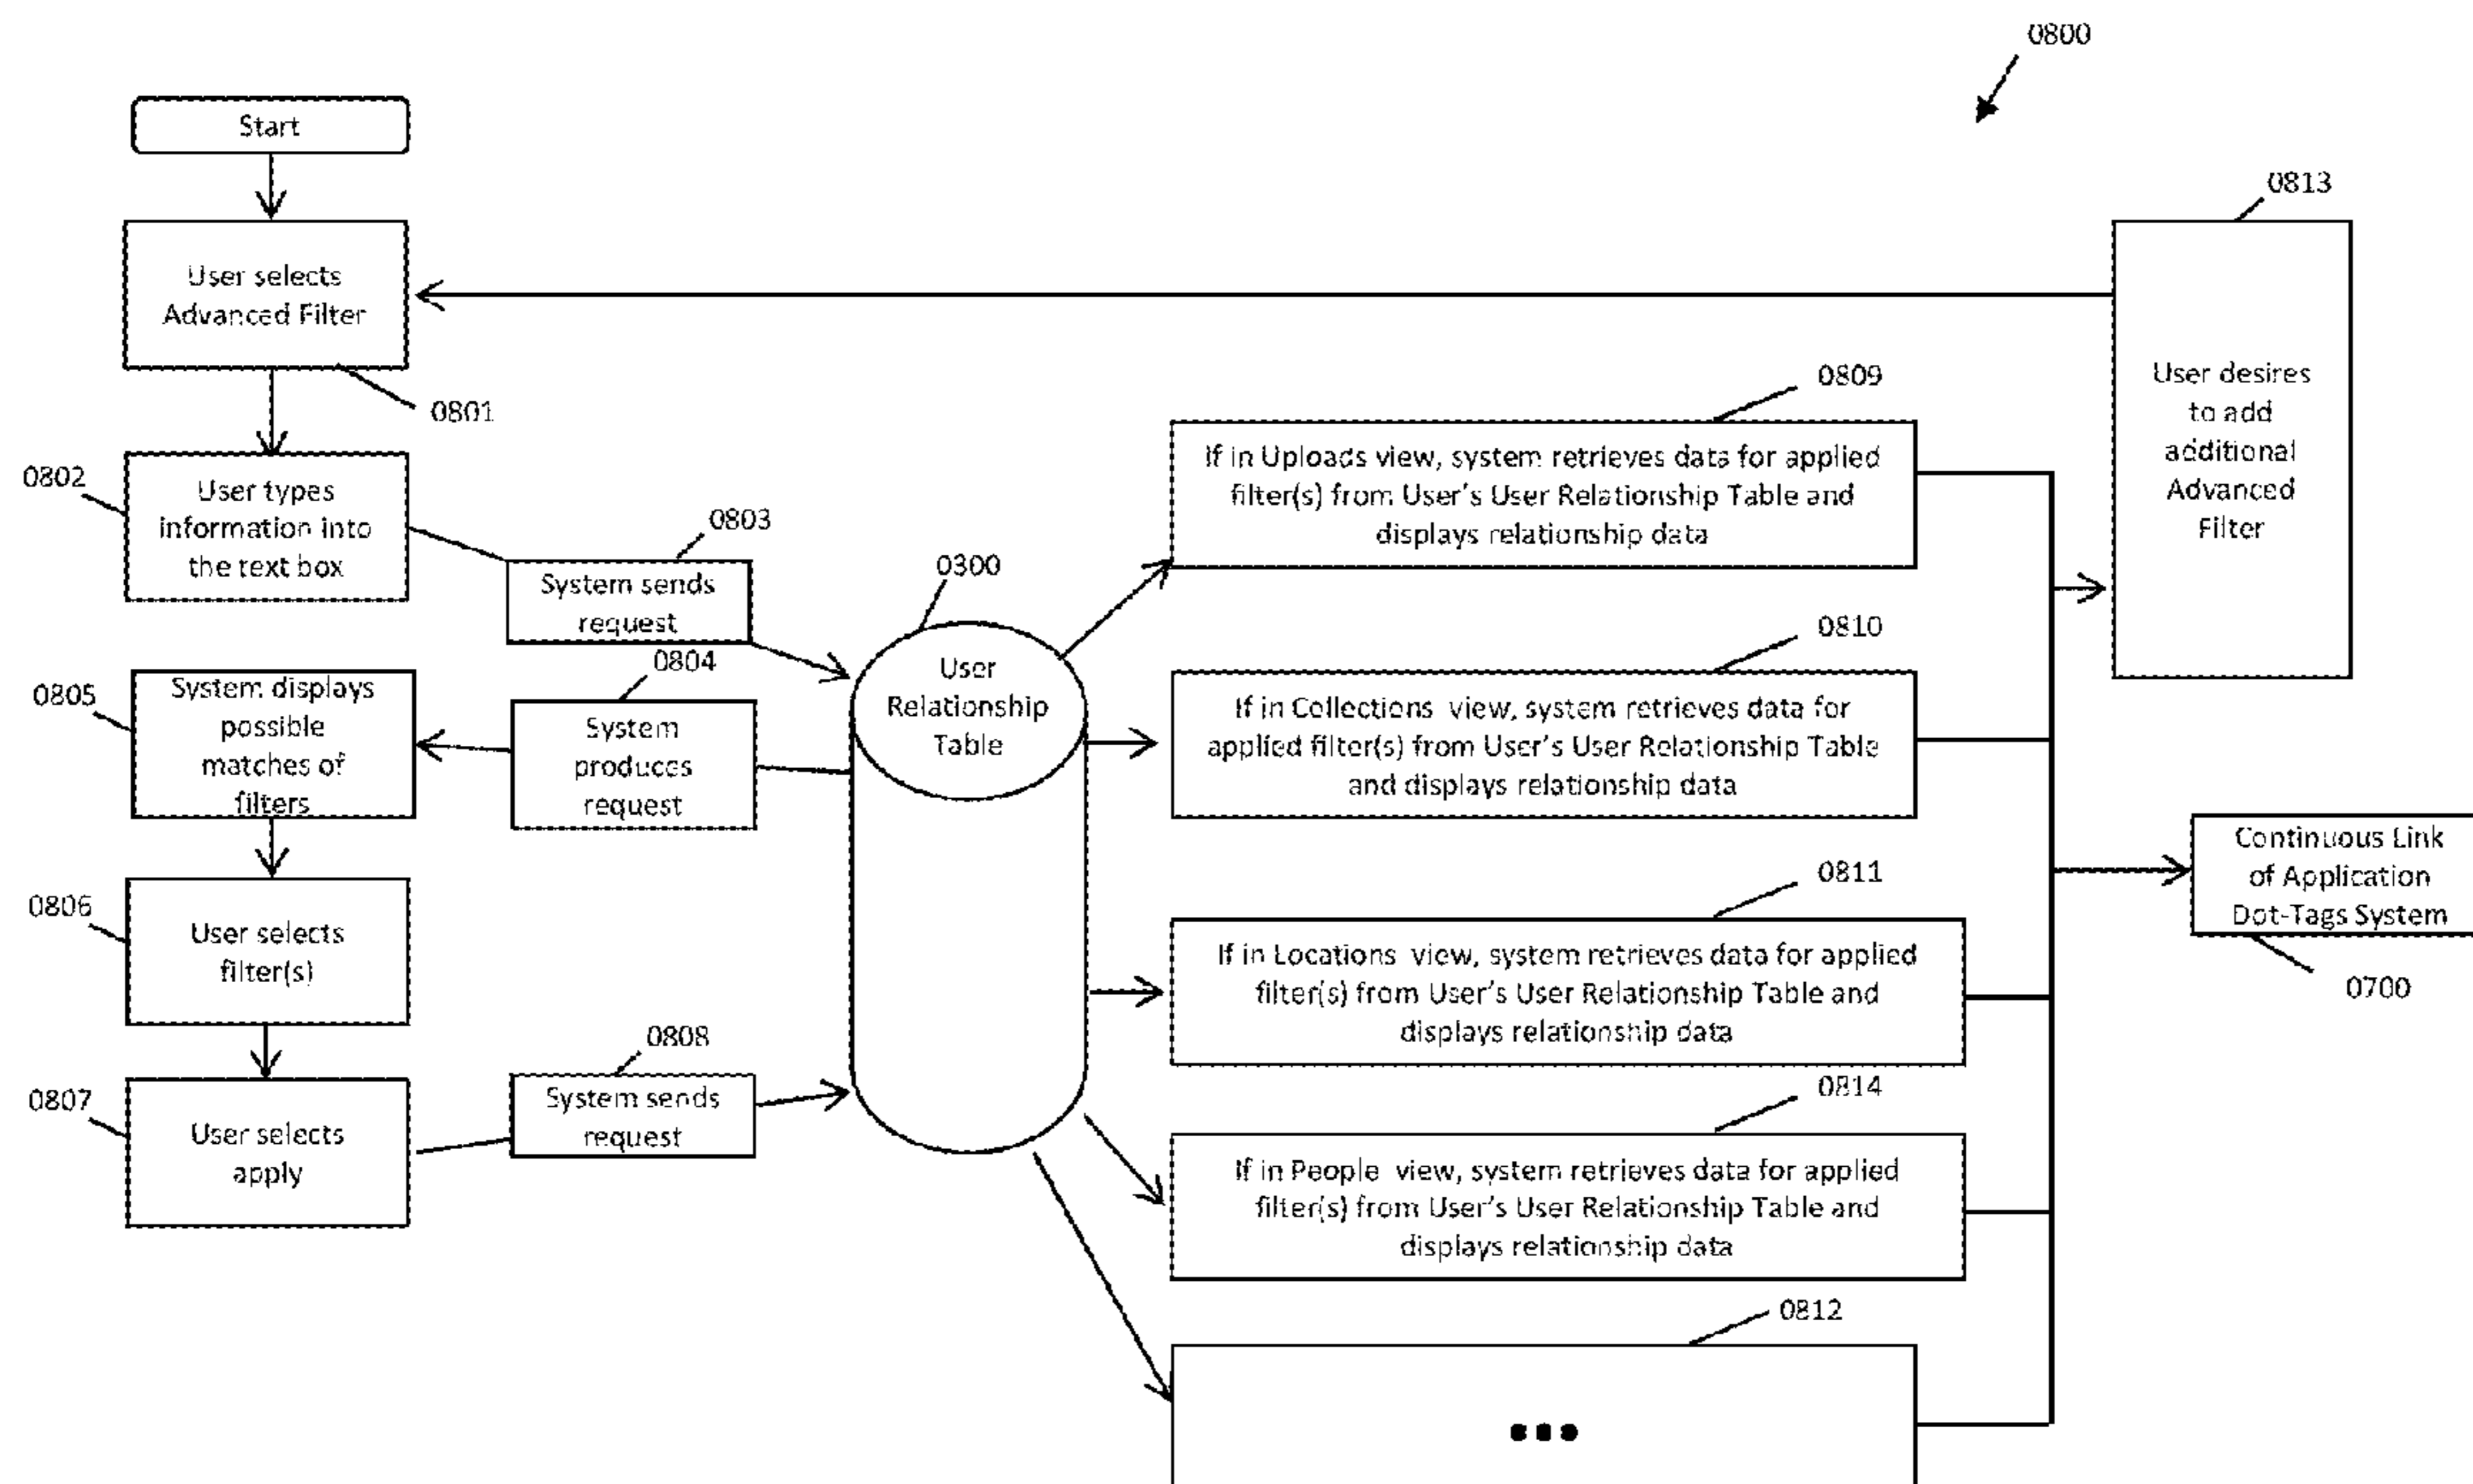 0800
Start
User selects
Advanced Filter
0801
0802
User types
information into
the text box
0803
System sends
request
0300
User
Relationship
Table
0804
System
produces
request
0805
System displays
possible
matches of
filters
0806
User selects
filter(s)
0807
User selects
apply
0808
System sends
request
0809
If in Uploads view, system retrieves data for applied
filter(s) from User's User Relationship Table and
displays relationship data
0810
If in Collections view, system retrieves data for
applied filter(s) from User's User Relationship Table
and displays relationship data
0811
If in Locations view, system retrieves data for applied
filter(s) from User's User Relationship Table and
displays relationship data
0814
If in People view, system retrieves data for applied
filter(s) from User's User Relationship Table and
displays relationship data
0812
...
0813
User desires
to add
additional
Advanced
Filter
Continuous Link
of Application
Dot-Tags System
0700